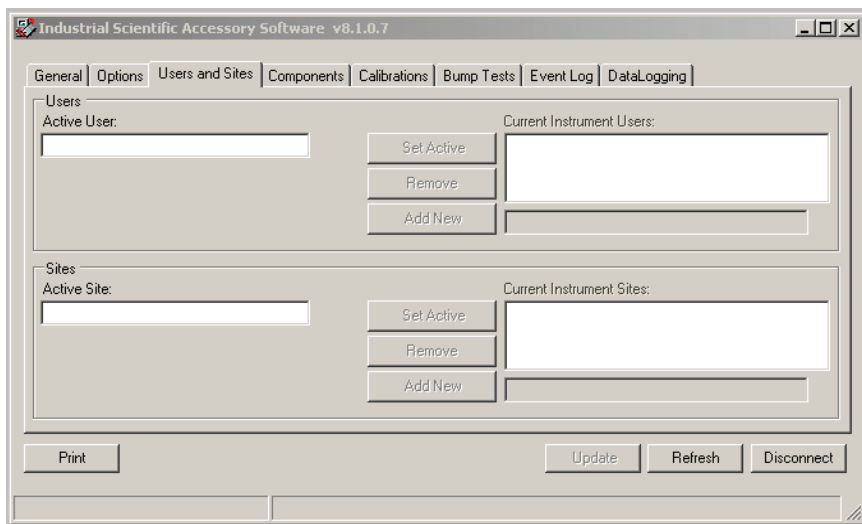 Industrial Scientific Accessory Software v8.1.0.7
General Options Users and Sites Components Calibrations Bump Tests Event Log DataLogging
Users
Active User:
Current Instrument Users:
Set Active
Remove
Add New
Sites
Active Site:
Current Instrument Sites:
Set Active
Remove
Add New
Print Update Refresh Disconnect